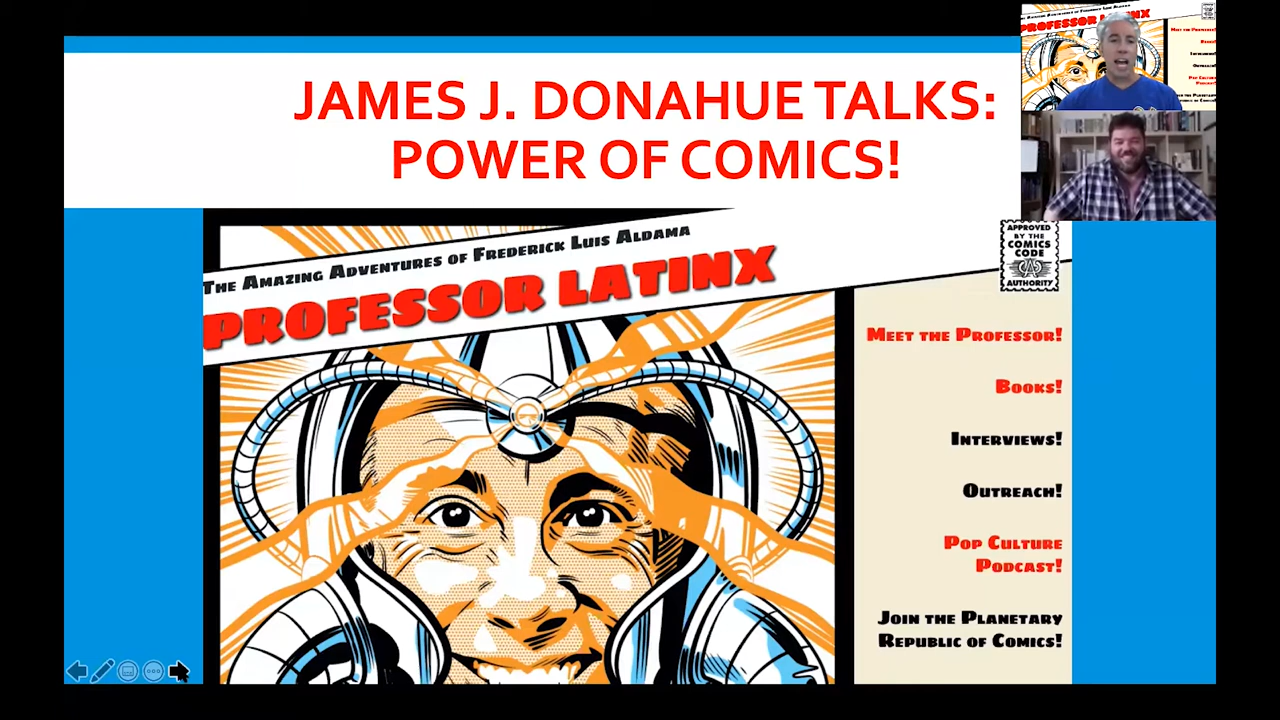 JAMES J. DONAHUE TALKS:
POWER OF COMICS!
The Amazing Adventures of Frederick Luis Aldama
PROFESSOR LATINX
APPROVED
BY THE
COMICS
CODE
CA
AUTHORITY
Meet the Professor!
Books!
Interviews!
Outreach!
Pop Culture
Podcast!
Join the Planetary
Republic of Comics!